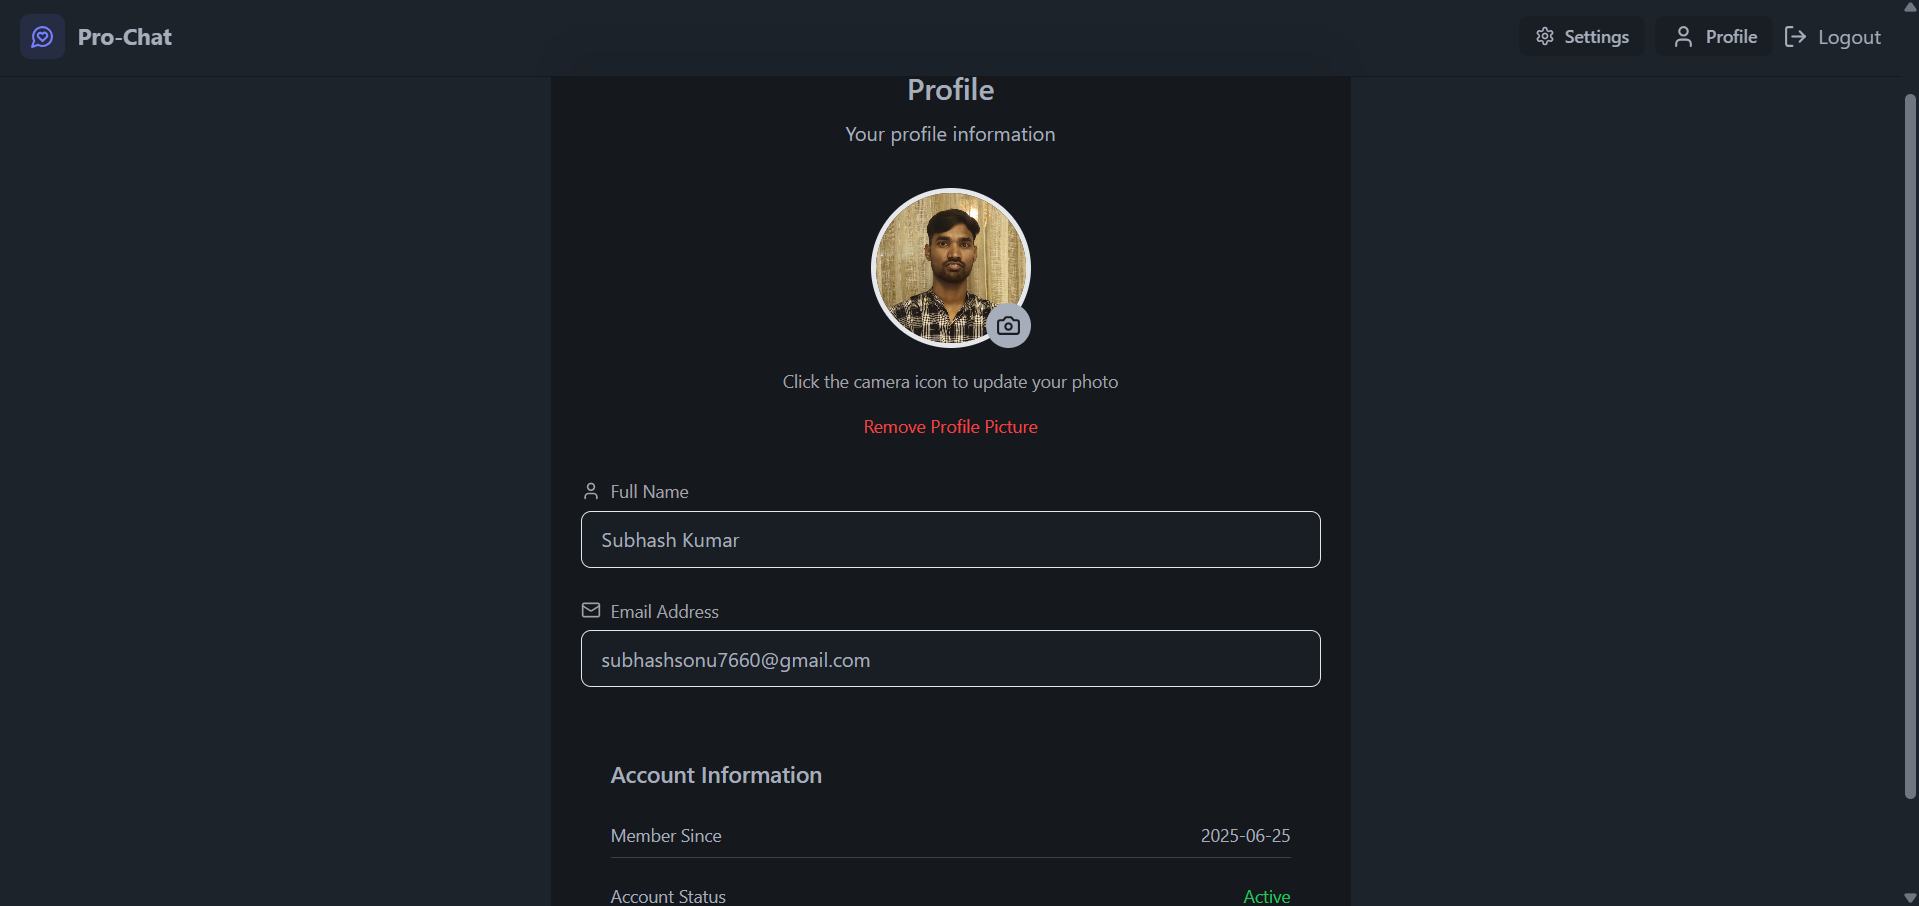 Pro-Chat
Settings
Profile
Logout
Profile
Your profile information
Click the camera icon to update your photo
Remove Profile Picture
Full Name
Subhash Kumar
Email Address
subhashsonu7660@gmail.com
Account Information
Member Since 2025-06-25
Account Status Active